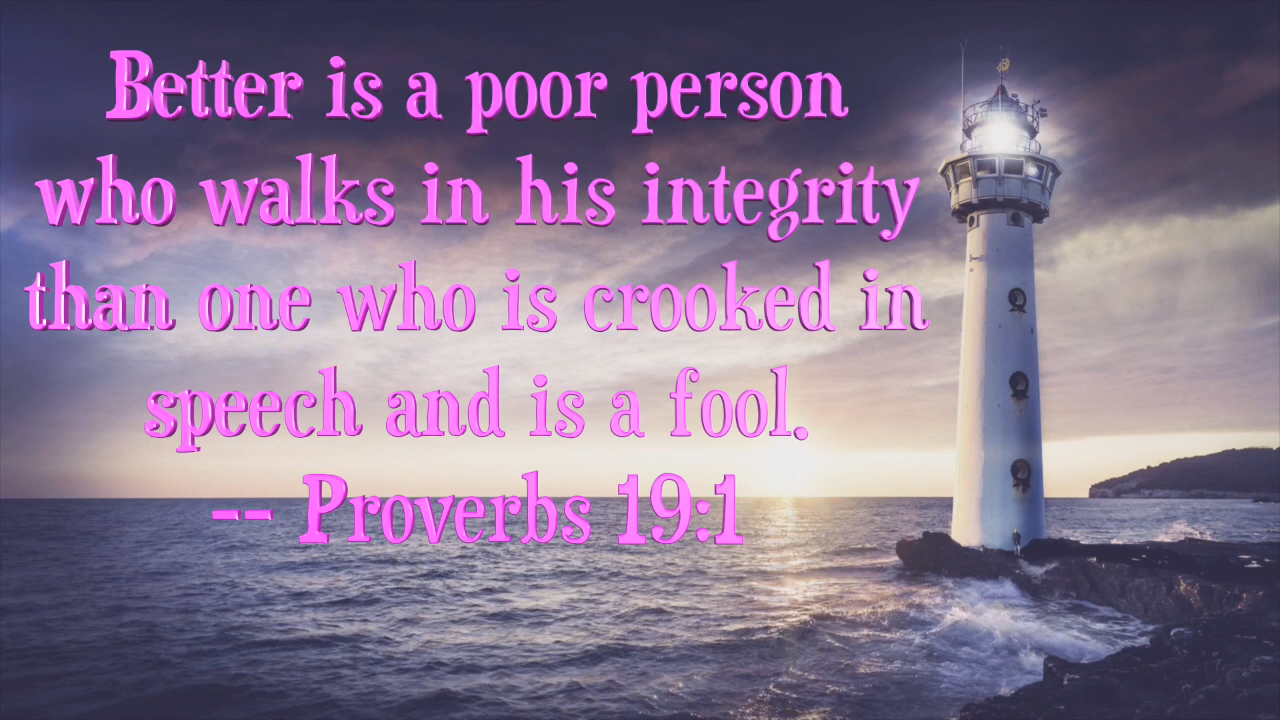 Better is a poor person
who walks in his integrity
than one who is crooked in
speech and is a fool.
-- Proverbs 19:1